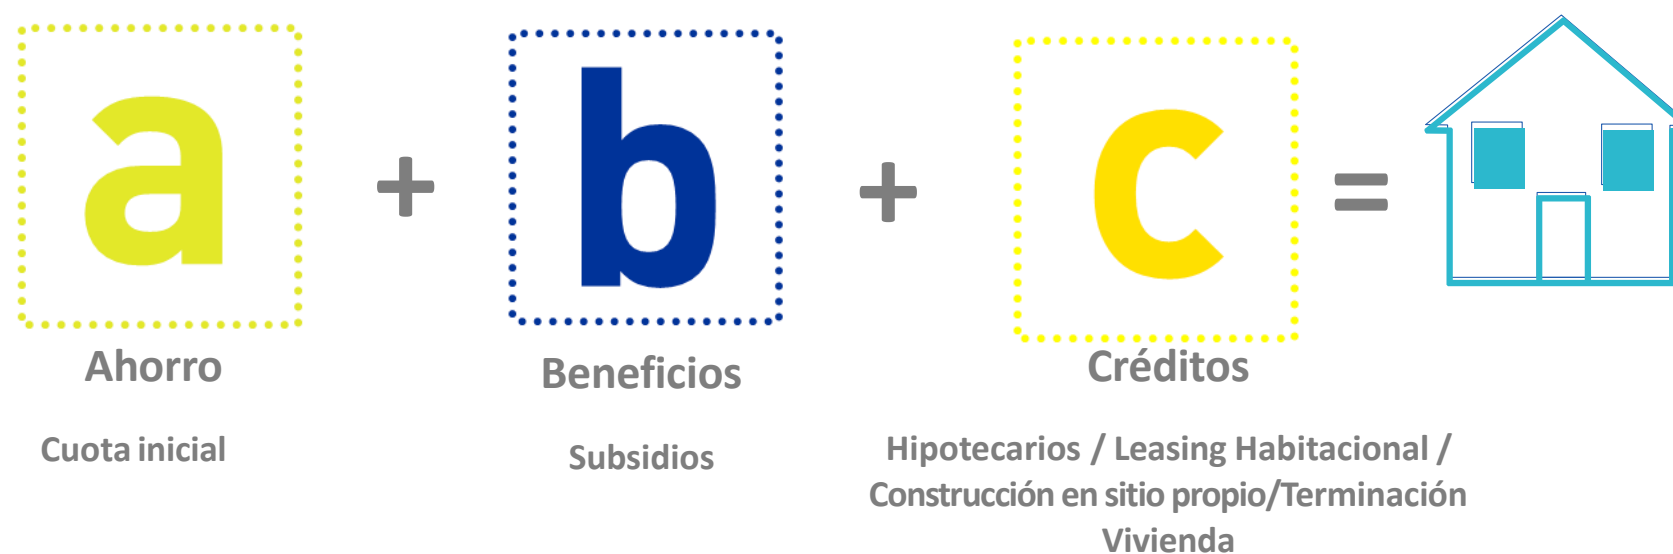 a + b + c =
Ahorro
Beneficios
Créditos
Cuota inicial
Subsidios
Hipotecarios / Leasing Habitacional /
Construcción en sitio propio/Terminación
Vivienda